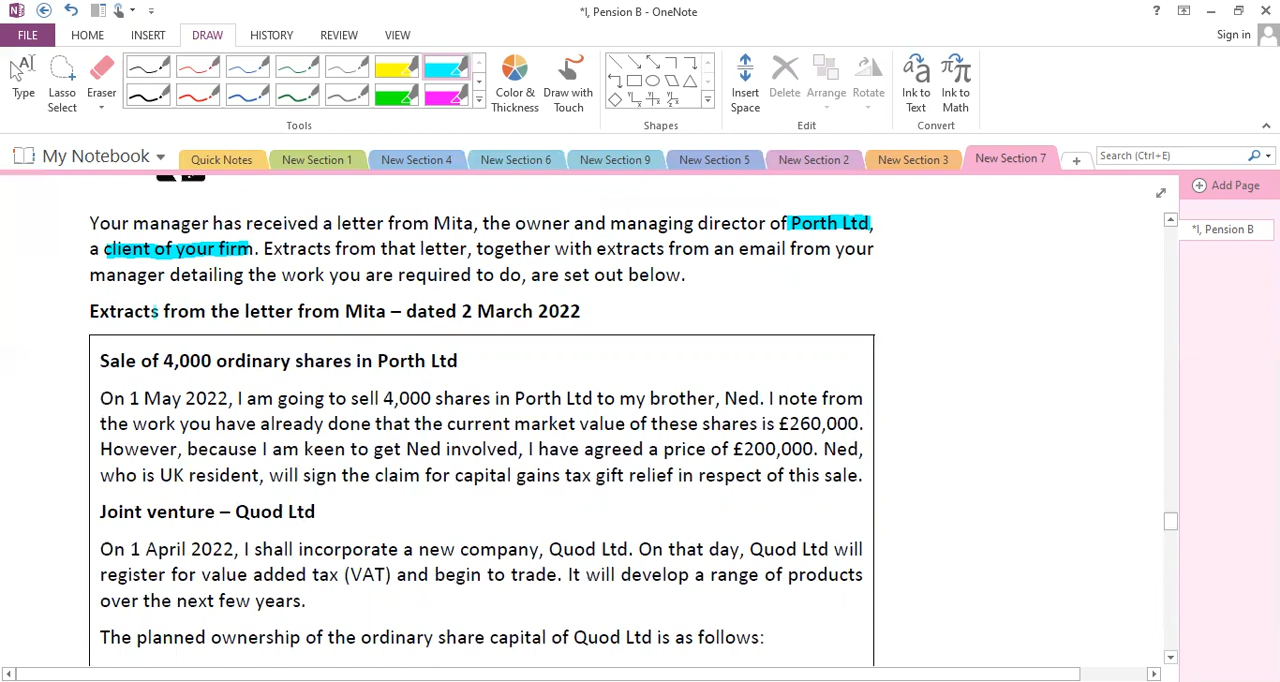 *I, Pension B - OneNote
?
Sign in
FILE HOME INSERT DRAW HISTORY REVIEW VIEW
Type
Lasso Select
Eraser
Color & Thickness
Draw with Touch
Insert Space
Delete
Arrange
Rotate
Ink to Text
Ink to Math
Tools Shapes Edit Convert
My Notebook Quick Notes New Section 1 New Section 4 New Section 6 New Section 9 New Section 5 New Section 2 New Section 3 New Section 7 + Search (Ctrl+E)
Add Page
*I, Pension B
Your manager has received a letter from Mita, the owner and managing director of Porth Ltd,
a client of your firm. Extracts from that letter, together with extracts from an email from your
manager detailing the work you are required to do, are set out below.
Extracts from the letter from Mita – dated 2 March 2022
Sale of 4,000 ordinary shares in Porth Ltd
On 1 May 2022, I am going to sell 4,000 shares in Porth Ltd to my brother, Ned. I note from
the work you have already done that the current market value of these shares is £260,000.
However, because I am keen to get Ned involved, I have agreed a price of £200,000. Ned,
who is UK resident, will sign the claim for capital gains tax gift relief in respect of this sale.
Joint venture – Quod Ltd
On 1 April 2022, I shall incorporate a new company, Quod Ltd. On that day, Quod Ltd will
register for value added tax (VAT) and begin to trade. It will develop a range of products
over the next few years.
The planned ownership of the ordinary share capital of Quod Ltd is as follows: